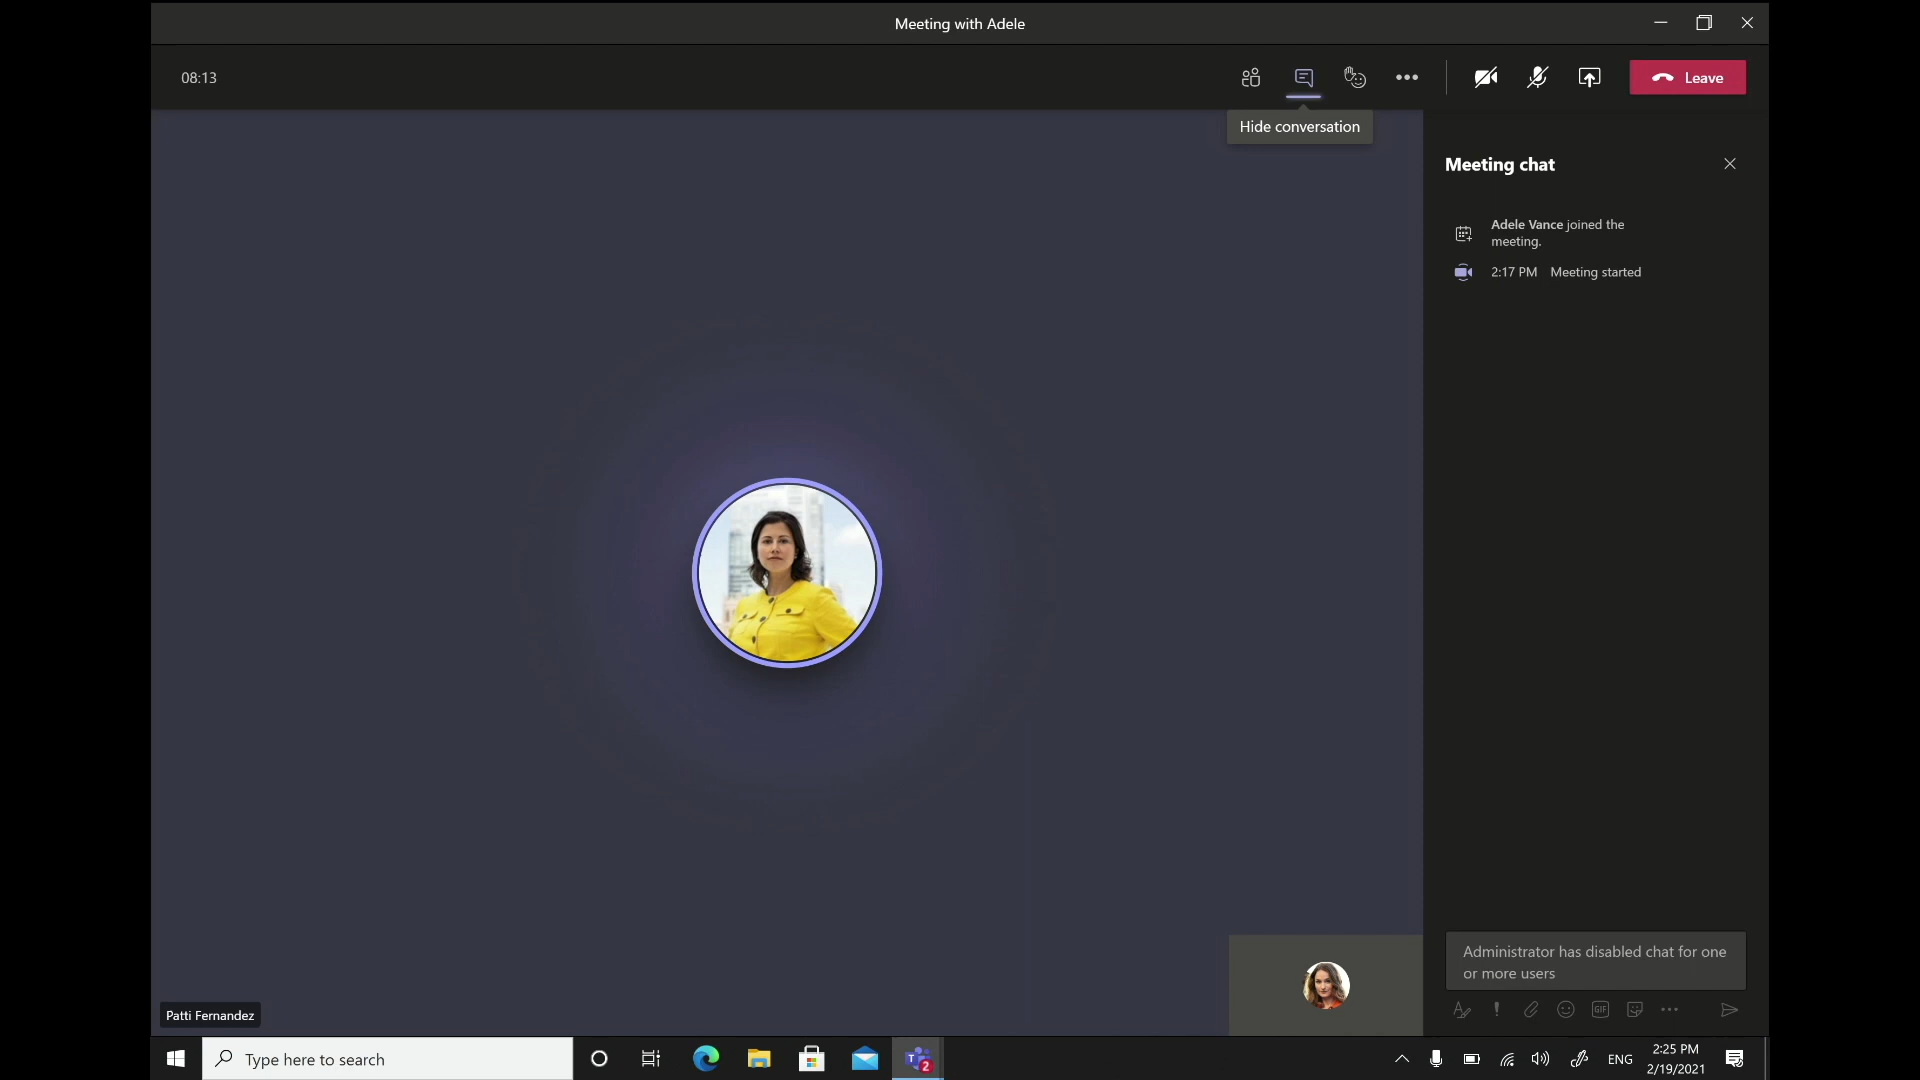 Meeting with Adele
08:13
Leave
Hide conversation
Meeting chat
Adele Vance joined the
meeting.
2:17 PM Meeting started
Administrator has disabled chat for one
or more users
GIF
Patti Fernandez
Type here to search
T
2
ENG
2:25 PM
2/19/2021